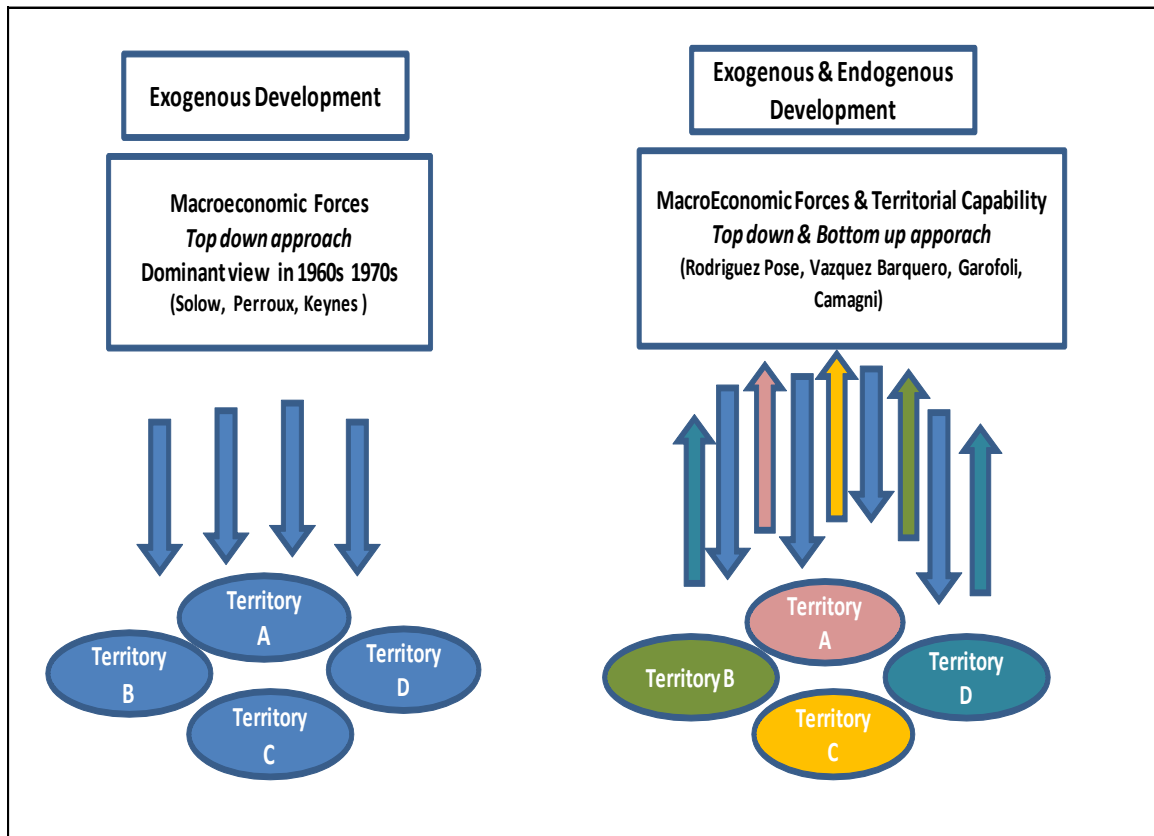 Exogenous Development
Macroeconomic Forces
Top down approach
Dominant view in 1960s 1970s
(Solow, Perroux, Keynes )
Territory
A
Territory
B
Territory
D
Territory
C
Exogenous & Endogenous
Development
MacroEconomic Forces & Territorial Capability
Top down & Bottom up apporach
(Rodriguez Pose, Vazquez Barquero, Garofoli,
Camagni)
Territory
A
Territory B
Territory
D
Territory
C